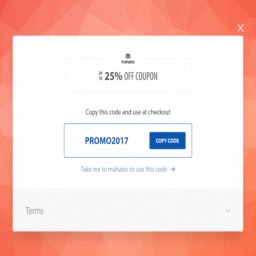 X
mahabis
UP TO 25% OFF COUPON
Copy this code and use at checkout
PROMO2017
COPY CODE
Take me to mahabis to use this code →
Terms